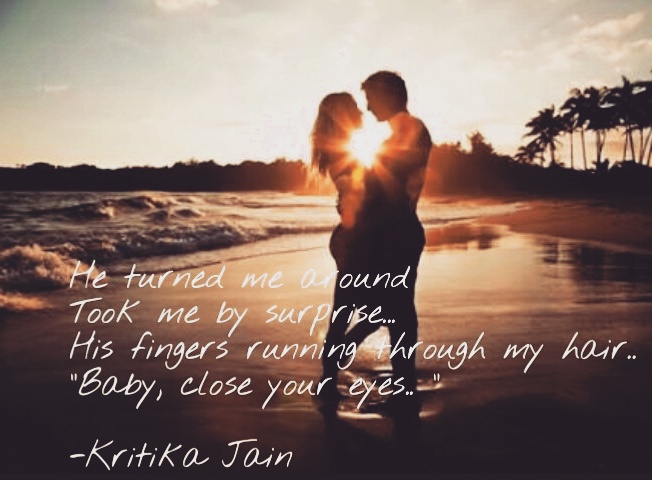 He turned me around
Took me by surprise...
His fingers running through my hair..
"Baby, close your eyes.. "
-Kritika Jain